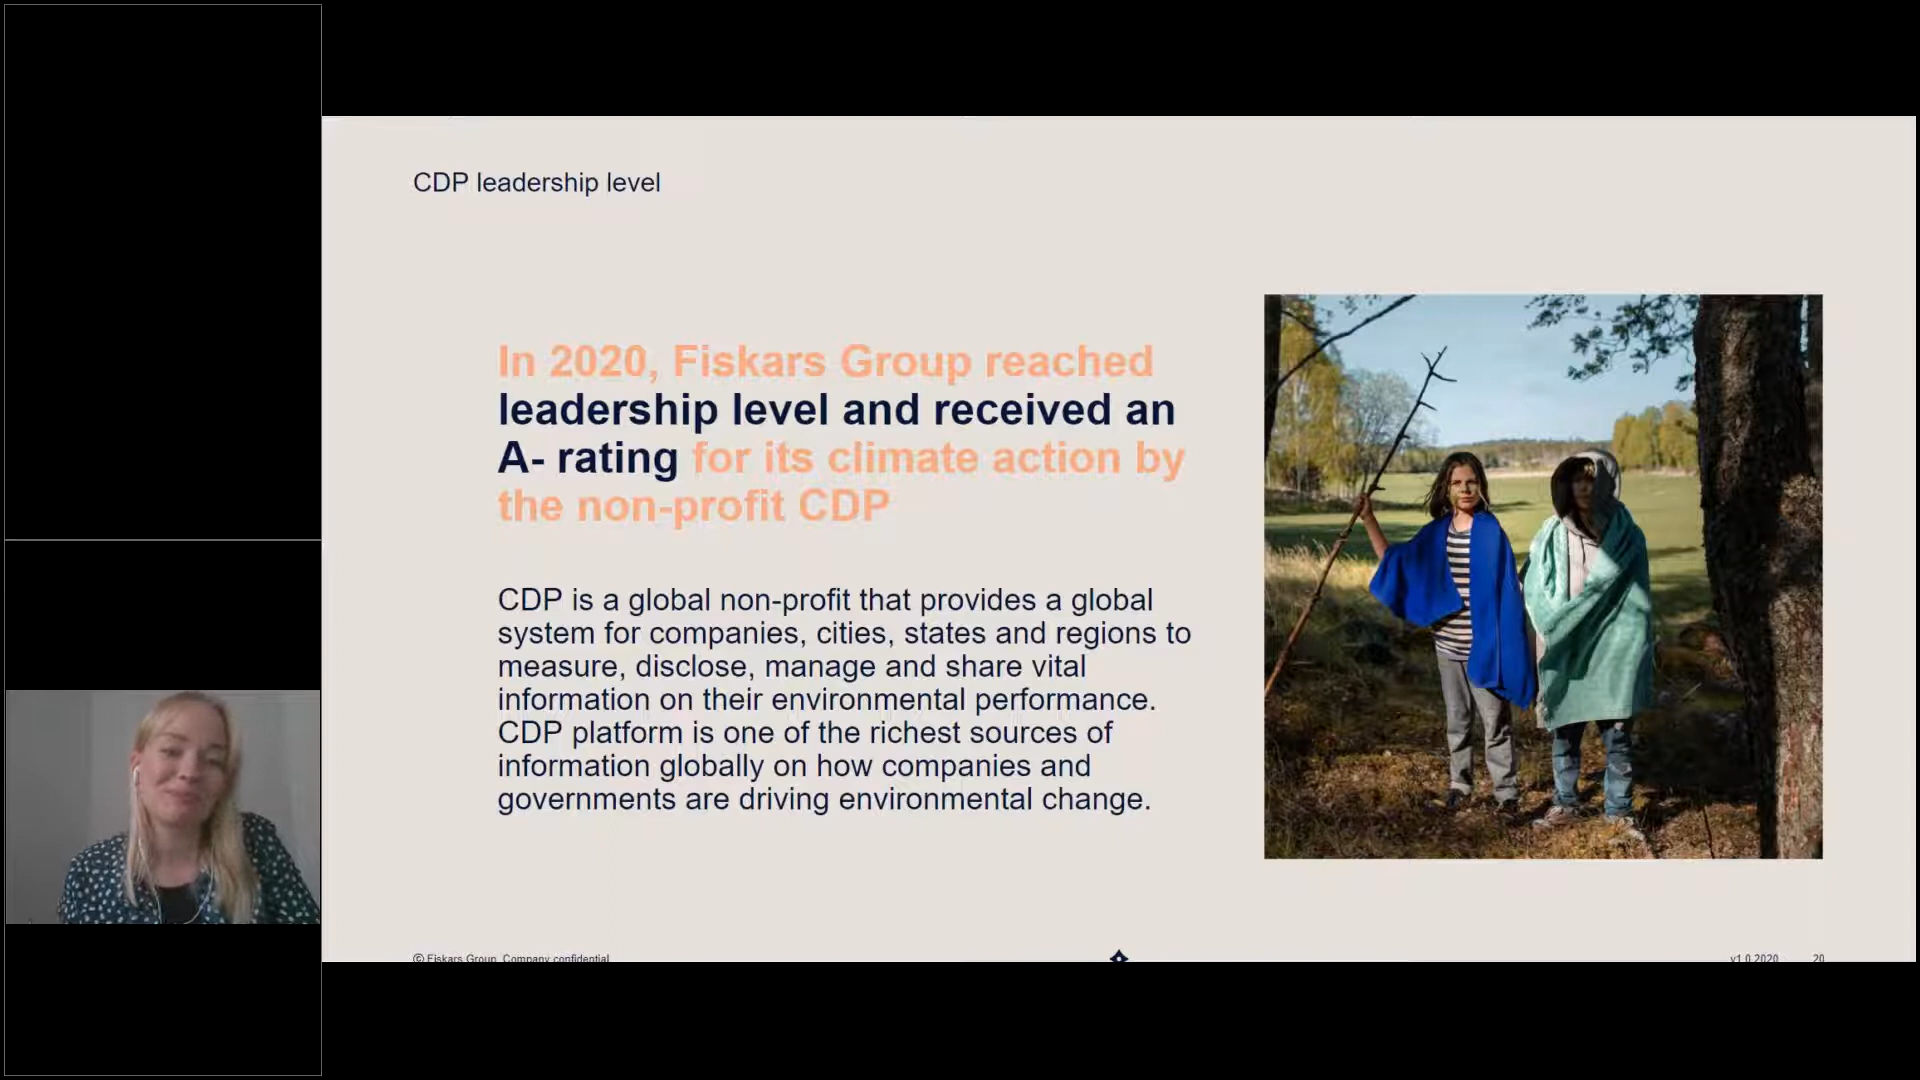 CDP leadership level
In 2020, Fiskars Group reached
leadership level and received an
A- rating for its climate action by
the non-profit CDP
CDP is a global non-profit that provides a global
system for companies, cities, states and regions to
measure, disclose, manage and share vital
information on their environmental performance.
CDP platform is one of the richest sources of
information globally on how companies and
governments are driving environmental change.
© Fiskars Group, Company confidential
v1.0.2020 20